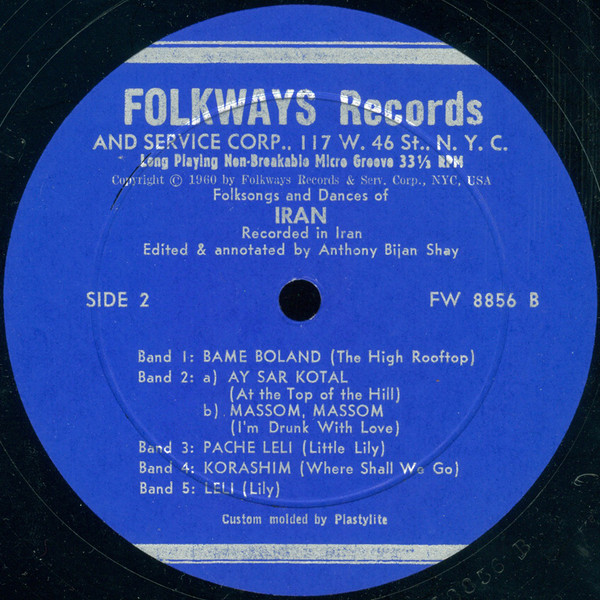 FOLKWAYS Records
AND SERVICE CORP., 117 W. 46 St., N. Y. C.
Long Playing Non-Breakable Micro Groove 33⅓ RPM
Copyright © 1960 by Folkways Records & Serv. Corp., NYC, USA
Folksongs and Dances of
IRAN
Recorded in Iran
Edited & annotated by Anthony Bijan Shay
SIDE 2
FW 8856 B
Band 1: BAME BOLAND (The High Rooftop)
Band 2: a) AY SAR KOTAL
(At the Top of the Hill)
b) MASSOM, MASSOM
(I'm Drunk With Love)
Band 3: PACHE LELI (Little Lily)
Band 4: KORASHIM (Where Shall We Go)
Band 5: LELI (Lily)
Custom molded by Plastylite
8856 B